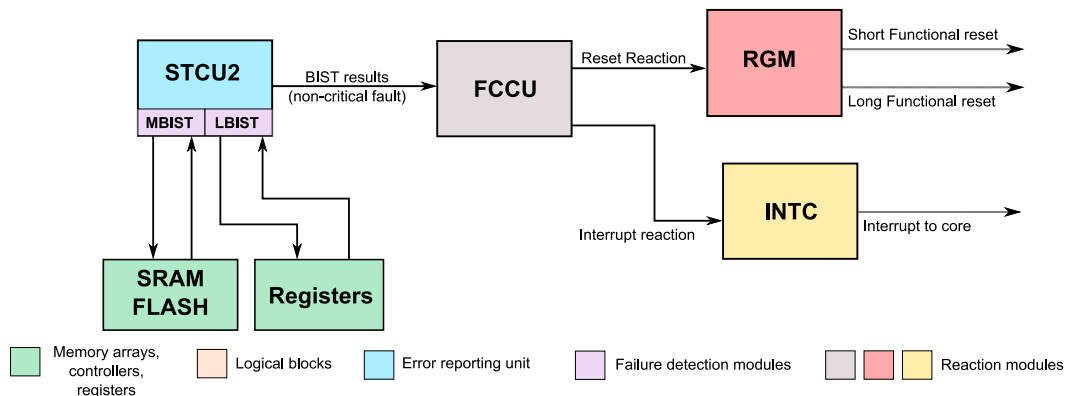 STCU2
MBIST
LBIST
BIST results
(non-critical fault)
FCCU
Reset Reaction
RGM
Short Functional reset
Long Functional reset
Interrupt reaction
INTC
Interrupt to core
SRAM
FLASH
Registers
Memory arrays,
controllers,
registers
Logical blocks
Error reporting unit
Failure detection modules
Reaction modules